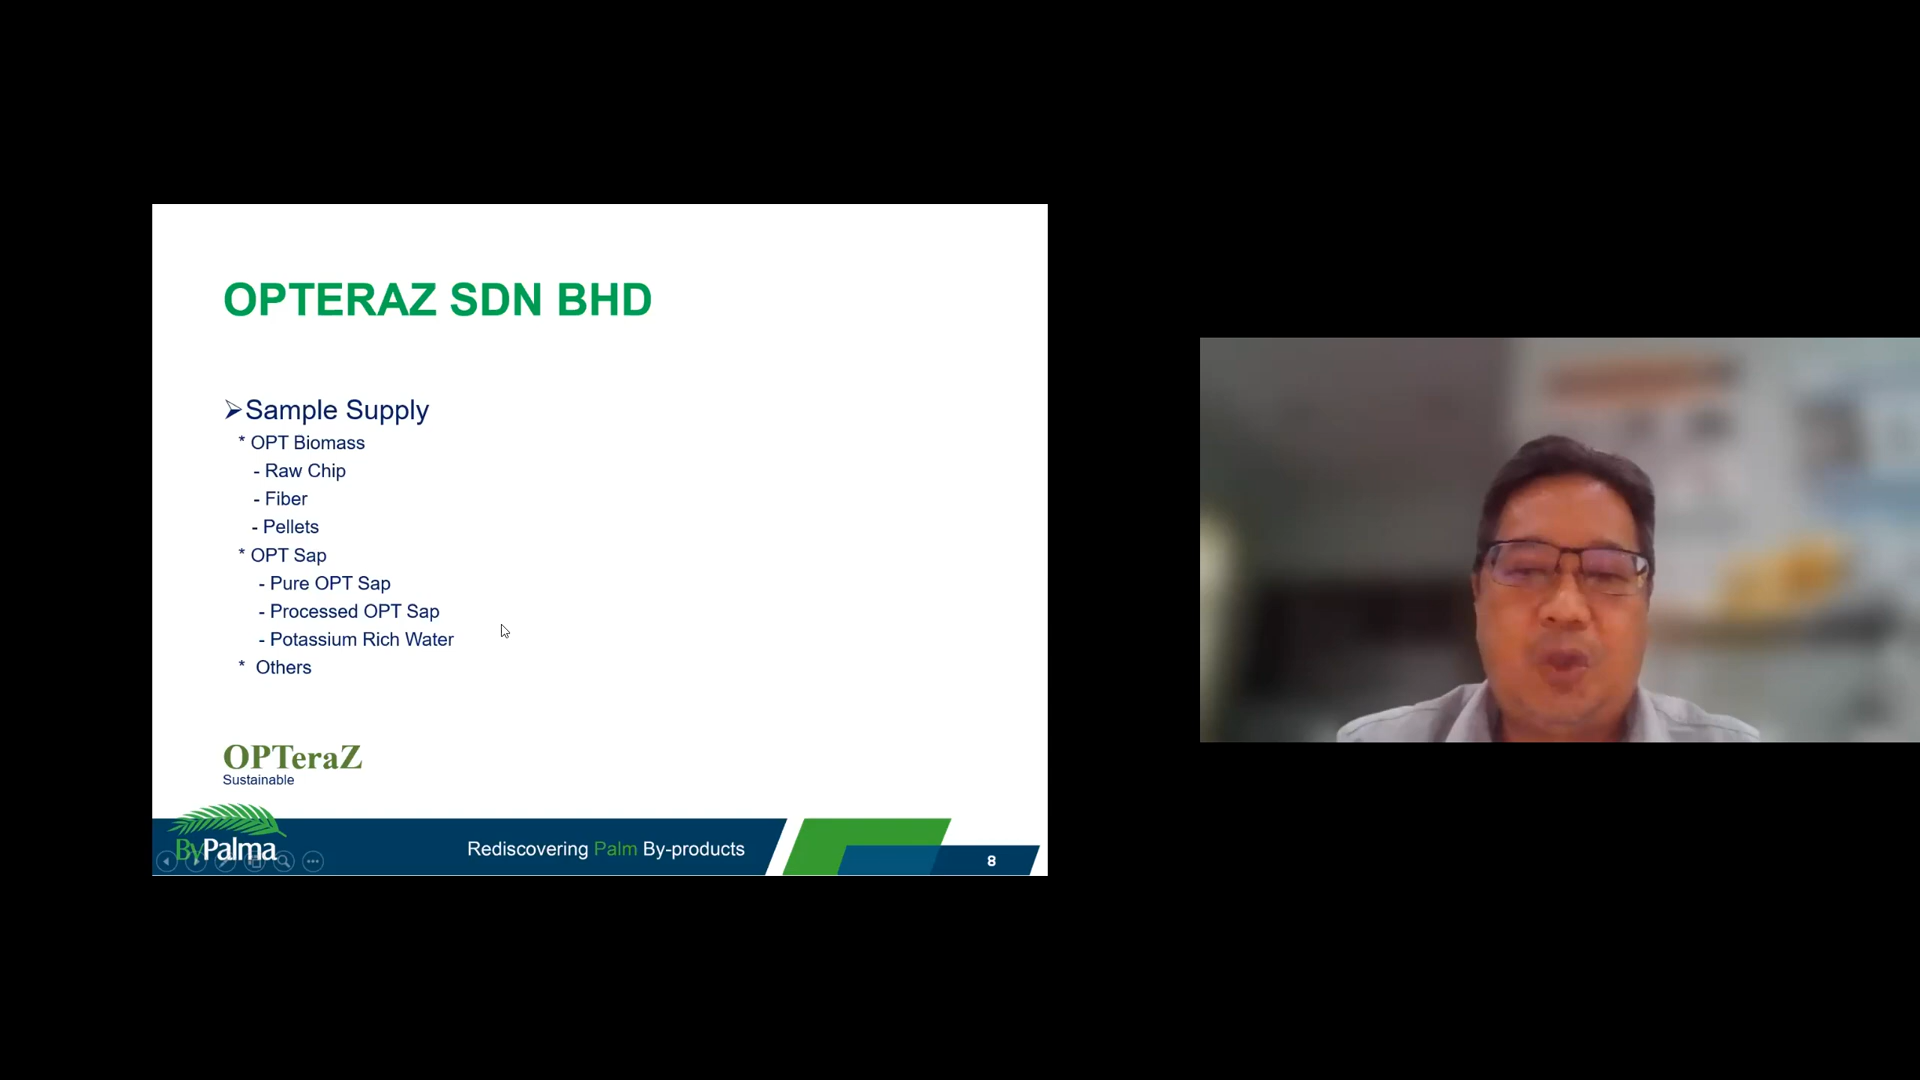 OPTERAZ SDN BHD
➢Sample Supply
* OPT Biomass
- Raw Chip
- Fiber
- Pellets
* OPT Sap
- Pure OPT Sap
- Processed OPT Sap
- Potassium Rich Water
* Others
OPTeraZ
Sustainable
ByPalma
Rediscovering Palm By-products
8